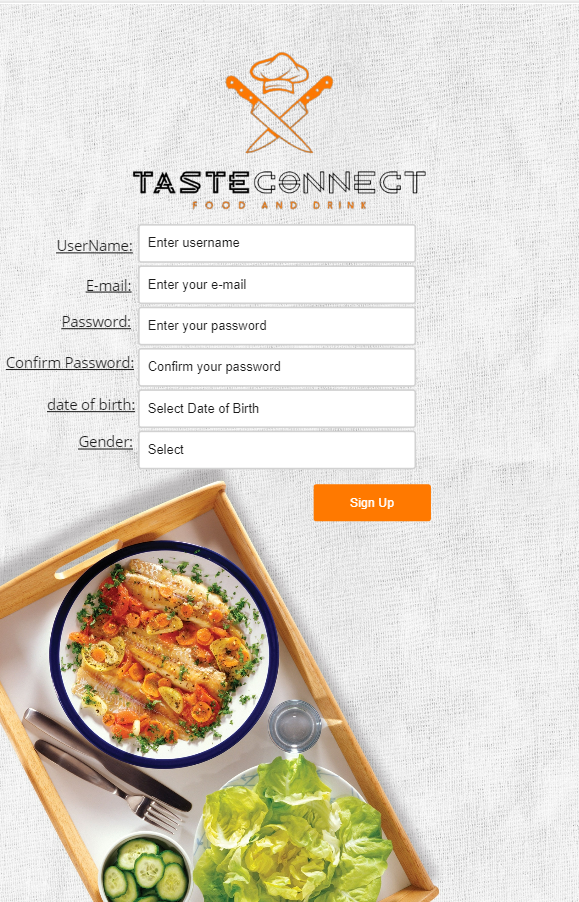 TASTECONNECT
FOOD AND DRINK
UserName: Enter username
E-mail: Enter your e-mail
Password: Enter your password
Confirm Password: Confirm your password
date of birth: Select Date of Birth
Gender: Select
Sign Up